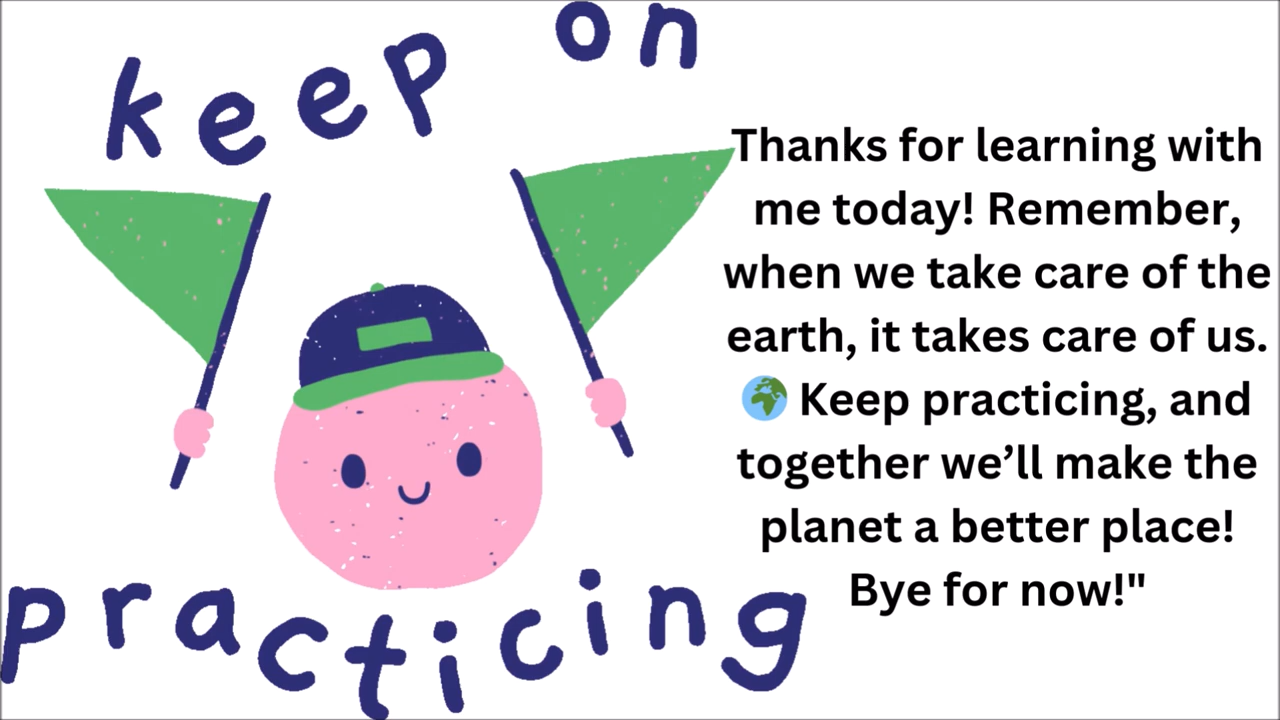 keep on
practicing
Thanks for learning with
me today! Remember,
when we take care of the
earth, it takes care of us.
🌍 Keep practicing, and
together we’ll make the
planet a better place!
Bye for now!"